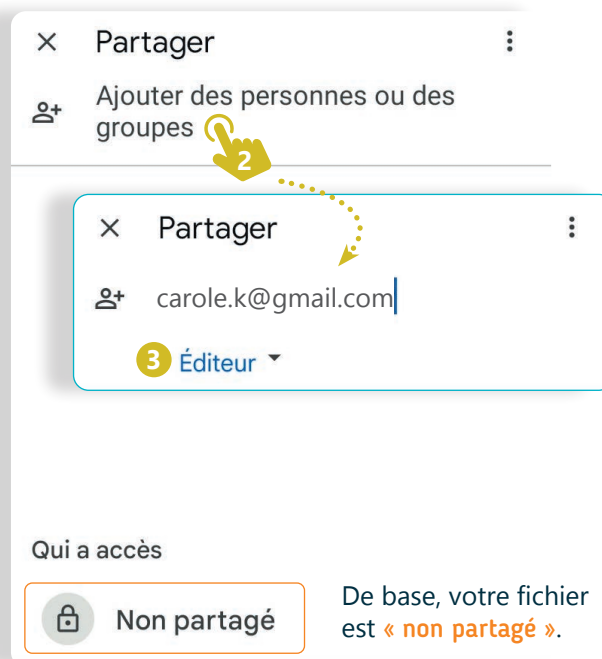 Partager
Ajouter des personnes ou des
groupes
2
Partager
carole.k@gmail.com
3 Éditeur
Qui a accès
Non partagé
De base, votre fichier
est « non partagé ».